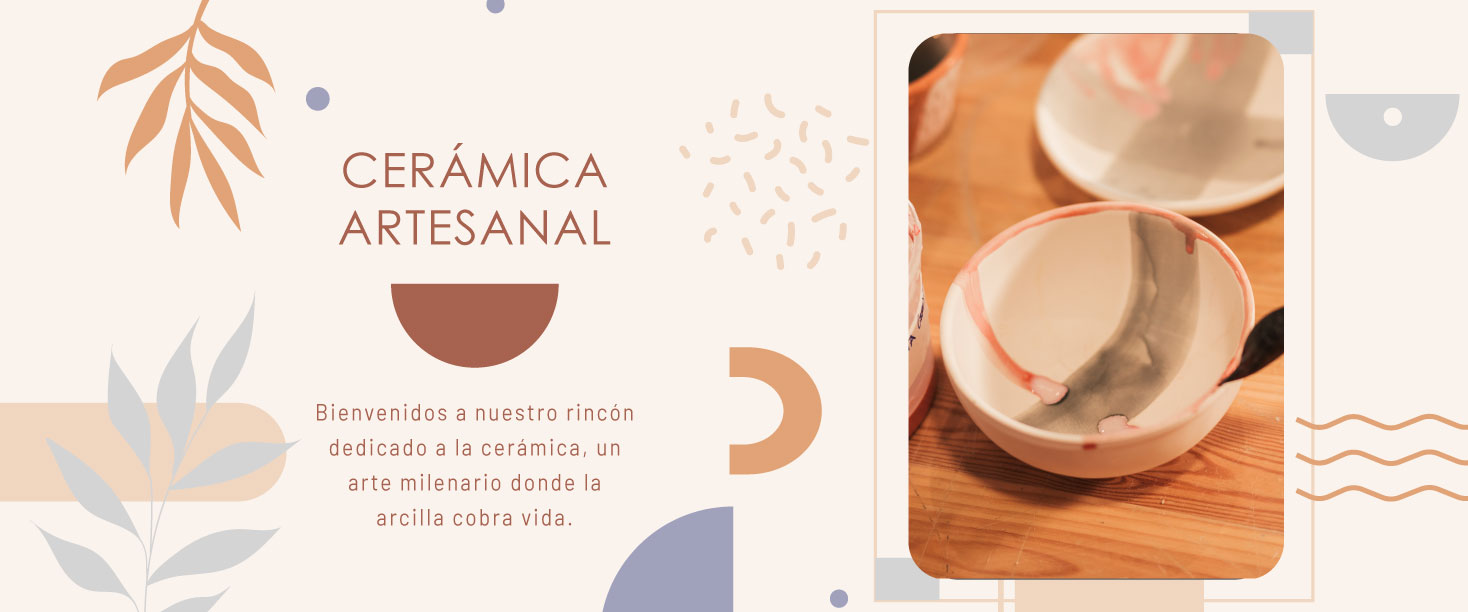 CERÁMICA
ARTESANAL
Bienvenidos a nuestro rincón
dedicado a la cerámica, un
arte milenario donde la
arcilla cobra vida.